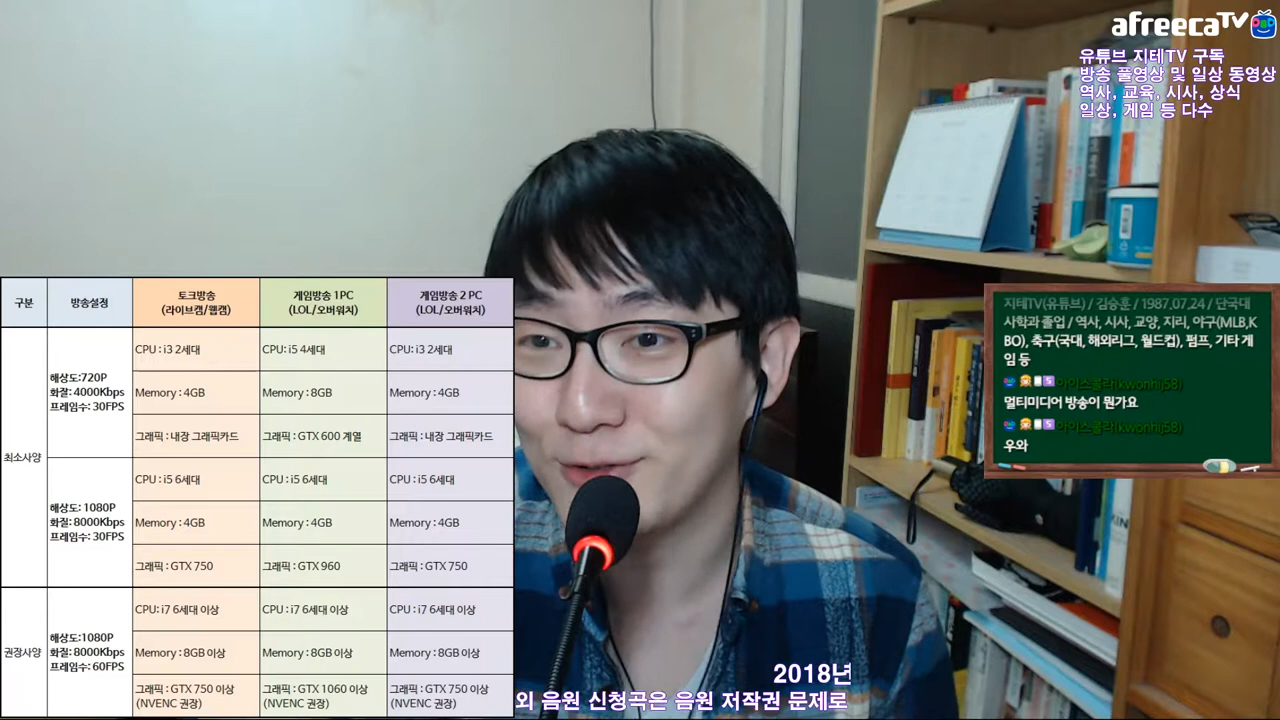 afreecaTV
유튜브 지테TV 구독
방송 풀영상 및 일상 동영상
역사, 교육, 시사, 상식
일상, 게임 등 다수
구분
방송설정
토크방송
(라이브캠/웹캠)
게임방송 1PC
(LOL/오버워치)
게임방송 2 PC
(LOL/오버워치)
최소사양
해상도:720P
화질: 4000Kbps
프레임수: 30FPS
CPU : i3 2세대
CPU: i5 4세대
CPU: i3 2세대
Memory : 4GB
Memory : 8GB
Memory : 4GB
그래픽 : 내장 그래픽카드
그래픽 : GTX 600 계열
그래픽 : 내장 그래픽카드
해상도: 1080P
화질: 8000Kbps
프레임수: 30FPS
CPU : i5 6세대
CPU : i5 6세대
CPU : i5 6세대
Memory : 4GB
Memory : 4GB
Memory : 4GB
그래픽 : GTX 750
그래픽 : GTX 960
그래픽 : GTX 750
권장사양
해상도:1080P
화질: 8000Kbps
프레임수: 60FPS
CPU: i7 6세대 이상
CPU : i7 6세대 이상
CPU : i7 6세대 이상
Memory : 8GB 이상
Memory : 8GB 이상
Memory : 8GB 이상
그래픽 : GTX 750 이상
(NVENC 권장)
그래픽 : GTX 1060 이상
(NVENC 권장)
그래픽 : GTX 750 이상
(NVENC 권장)
지테TV(유튜브) / 김승훈 / 1987.07.24 / 단국대
사학과 졸업 / 역사, 시사, 교양, 지리, 야구(MLB,K
BO), 축구(국대, 해외리그, 월드컵), 펌프, 기타 게
임 등
아이스콜라(kwonhij58)
멀티미디어 방송이 뭔가요
아이스콜라(kwonhij58)
우와
2018년
외 음원 신청곡은 음원 저작권 문제로